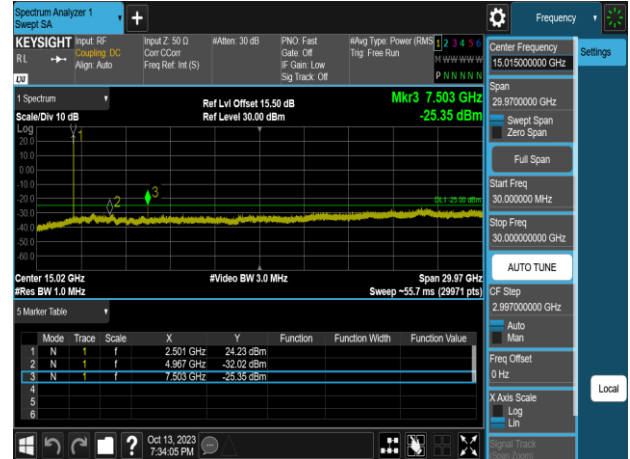 Spectrum Analyzer 1
Swept SA
+
Frequency
KEYSIGHT
RL
LXI
Input: RF
Coupling: DC
Align: Auto
Input Z: 50 Ω
Corr CCorr
Freq Ref: Int (S)
#Atten: 30 dB
PNO: Fast
Gate: Off
IF Gain: Low
Sig Track: Off
#Avg Type: Power (RMS)
Trig: Free Run
1 2 3 4 5 6
M W W W W W
P N N N N N
Center Frequency
15.015000000 GHz
Settings
Span
29.9700000 GHz
Swept Span
Zero Span
Full Span
Start Freq
30.000000 MHz
Stop Freq
30.000000000 GHz
AUTO TUNE
CF Step
2.997000000 GHz
Auto
Man
Freq Offset
0 Hz
X Axis Scale
Log
Lin
Signal Track
(Span Zoom)
Local
1 Spectrum
Scale/Div 10 dB
Ref Lvl Offset 15.50 dB
Ref Level 30.00 dBm
Mkr3 7.503 GHz
-25.35 dBm
Log
20.0
10.0
0.00
-10.0
-20.0
-30.0
-40.0
-50.0
-60.0
1
2
3
DL1 -25.00 dBm
Center 15.02 GHz
#Res BW 1.0 MHz
#Video BW 3.0 MHz
Span 29.97 GHz
Sweep ~55.7 ms (29971 pts)
5 Marker Table
Mode Trace Scale X Y Function Function Width Function Value
1 N 1 f 2.501 GHz 24.23 dBm
2 N 1 f 4.967 GHz -32.02 dBm
3 N 1 f 7.503 GHz -25.35 dBm
4
5
6
?
Oct 13, 2023
7:34:05 PM